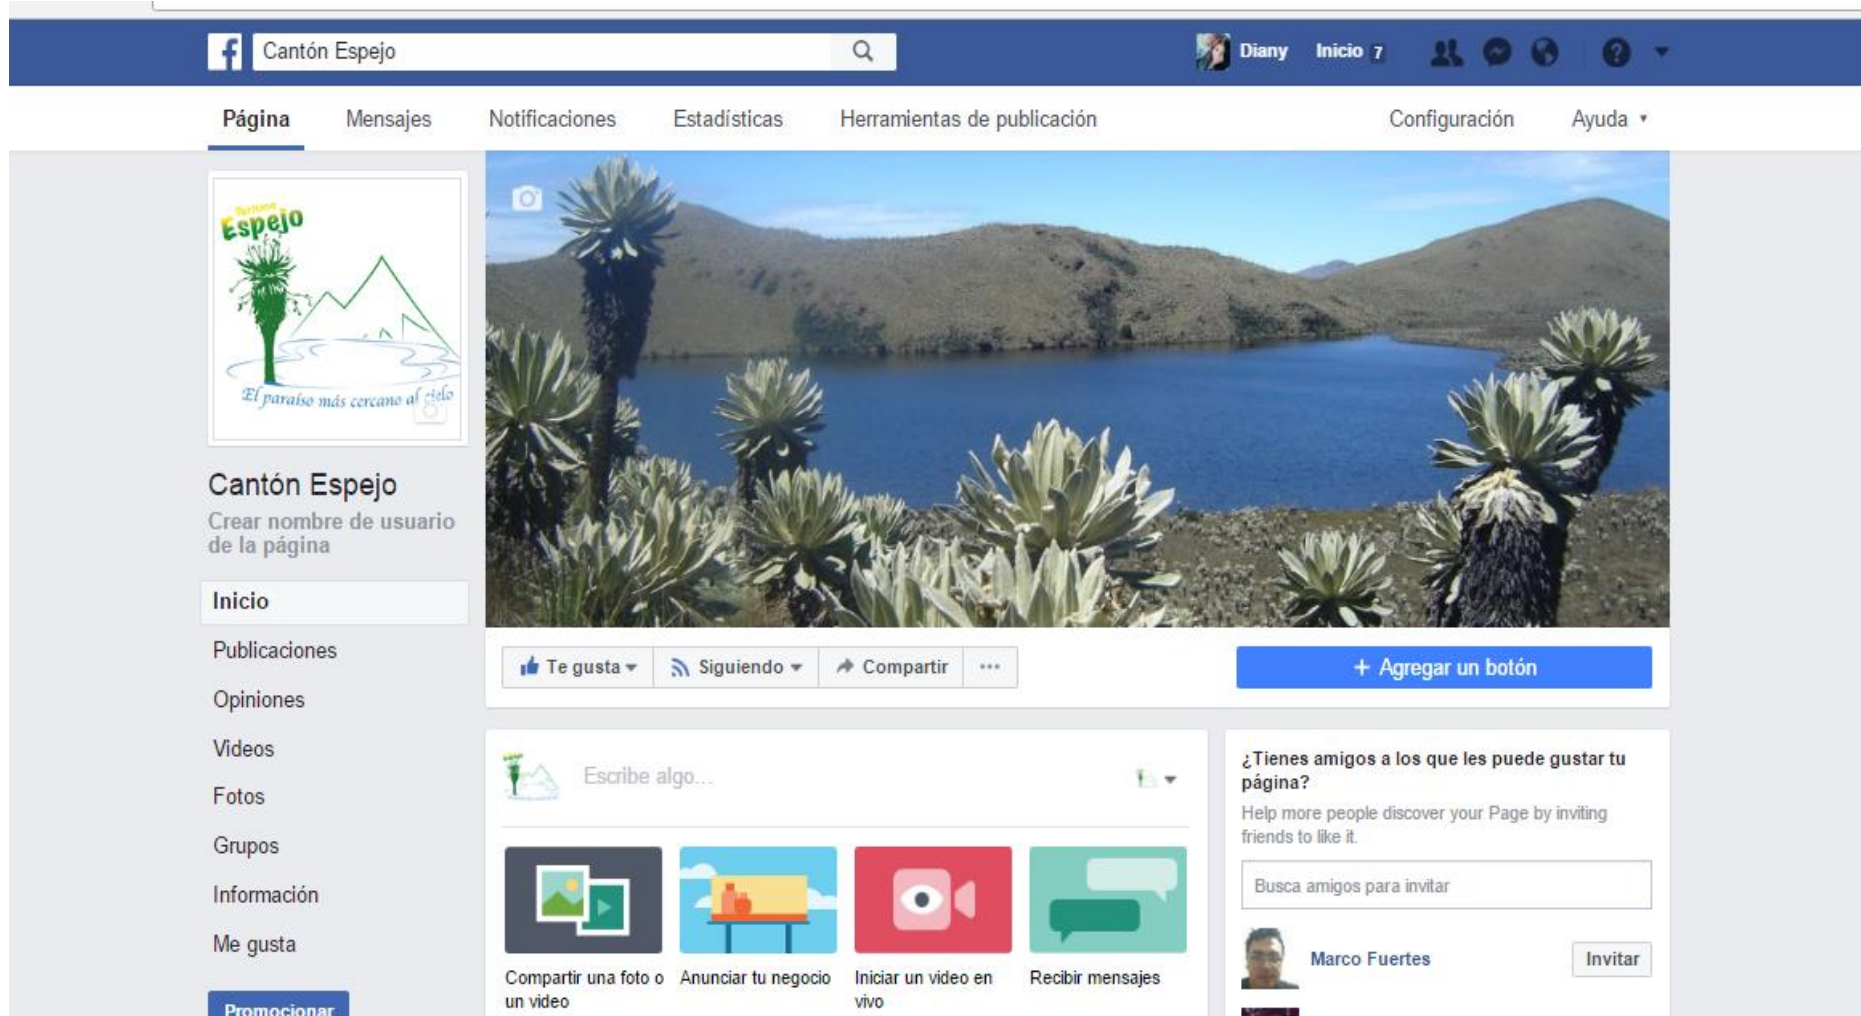 Cantón Espejo
Diany
Inicio 7
Página
Mensajes
Notificaciones
Estadísticas
Herramientas de publicación
Configuración
Ayuda
Turismo
Espejo
El paraíso más cercano al cielo
Cantón Espejo
Crear nombre de usuario
de la página
Inicio
Publicaciones
Opiniones
Videos
Fotos
Grupos
Información
Me gusta
Promocionar
Te gusta
Siguiendo
Compartir
+ Agregar un botón
Escribe algo...
Compartir una foto o
un video
Anunciar tu negocio
Iniciar un video en
vivo
Recibir mensajes
¿Tienes amigos a los que les puede gustar tu
página?
Help more people discover your Page by inviting
friends to like it.
Busca amigos para invitar
Marco Fuertes
Invitar